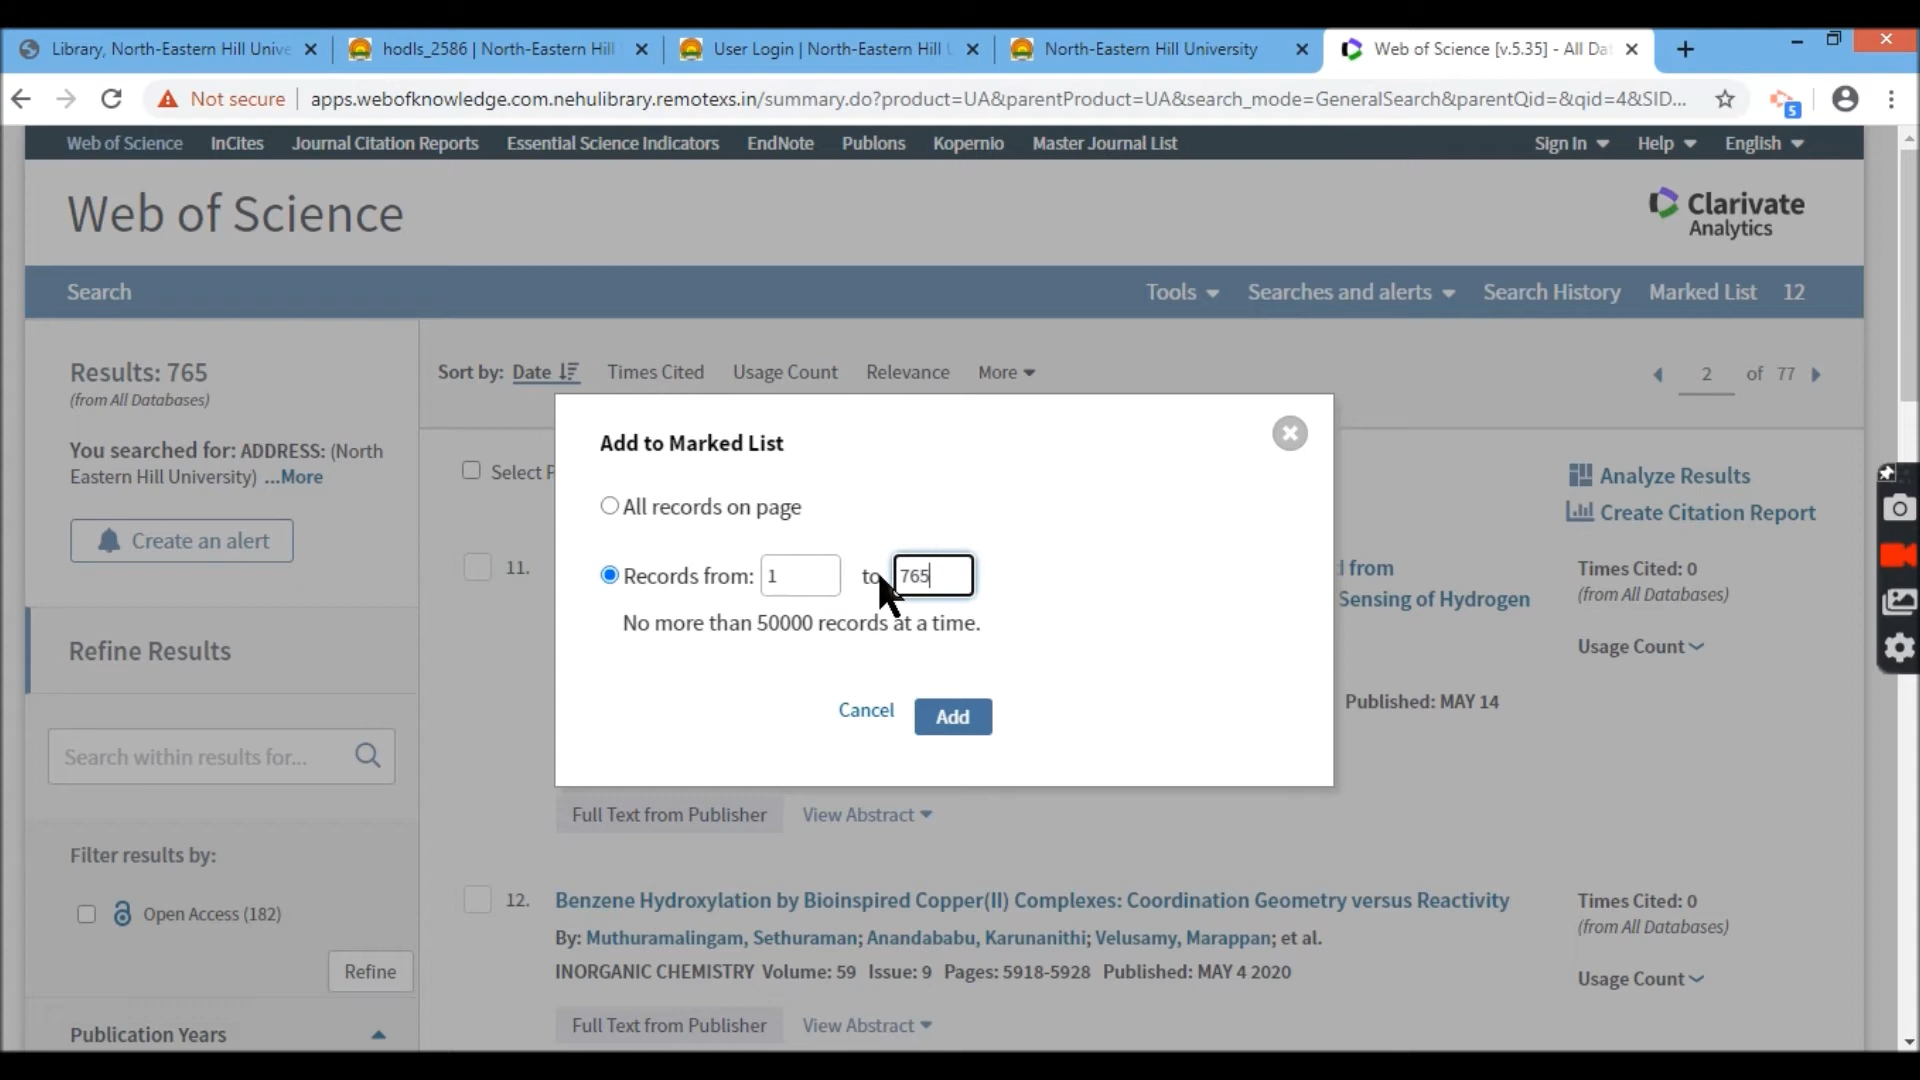 Library, North-Eastern Hill Unive
hodls_2586 | North-Eastern Hill
User Login | North-Eastern Hill U
North-Eastern Hill University
Web of Science [v.5.35] - All Dat
Not secure
apps.webofknowledge.com.nehulibrary.remotexs.in/summary.do?product=UA&parentProduct=UA&search_mode=GeneralSearch&parentQid=&qid=4&SID...
5
Web of Science InCites Journal Citation Reports Essential Science Indicators EndNote Publons Kopernio Master Journal List Sign In Help English
Web of Science
Clarivate
Analytics
Search Tools Searches and alerts Search History Marked List 12
Results: 765
(from All Databases)
You searched for: ADDRESS: (North
Eastern Hill University) ...More
Create an alert
Refine Results
Search within results for...
Filter results by:
Open Access (182)
Refine
Publication Years
Sort by: Date Times Cited Usage Count Relevance More
2 of 77
Select P
Analyze Results
Create Citation Report
Add to Marked List
All records on page
Records from: 1 to 765
No more than 50000 records at a time.
Cancel Add
11.
from
Sensing of Hydrogen
Times Cited: 0
(from All Databases)
Usage Count
Published: MAY 14
Full Text from Publisher View Abstract
12. Benzene Hydroxylation by Bioinspired Copper(II) Complexes: Coordination Geometry versus Reactivity
By: Muthuramalingam, Sethuraman; Anandababu, Karunanithi; Velusamy, Marappan; et al.
INORGANIC CHEMISTRY Volume: 59 Issue: 9 Pages: 5918-5928 Published: MAY 4 2020
Times Cited: 0
(from All Databases)
Usage Count
Full Text from Publisher View Abstract